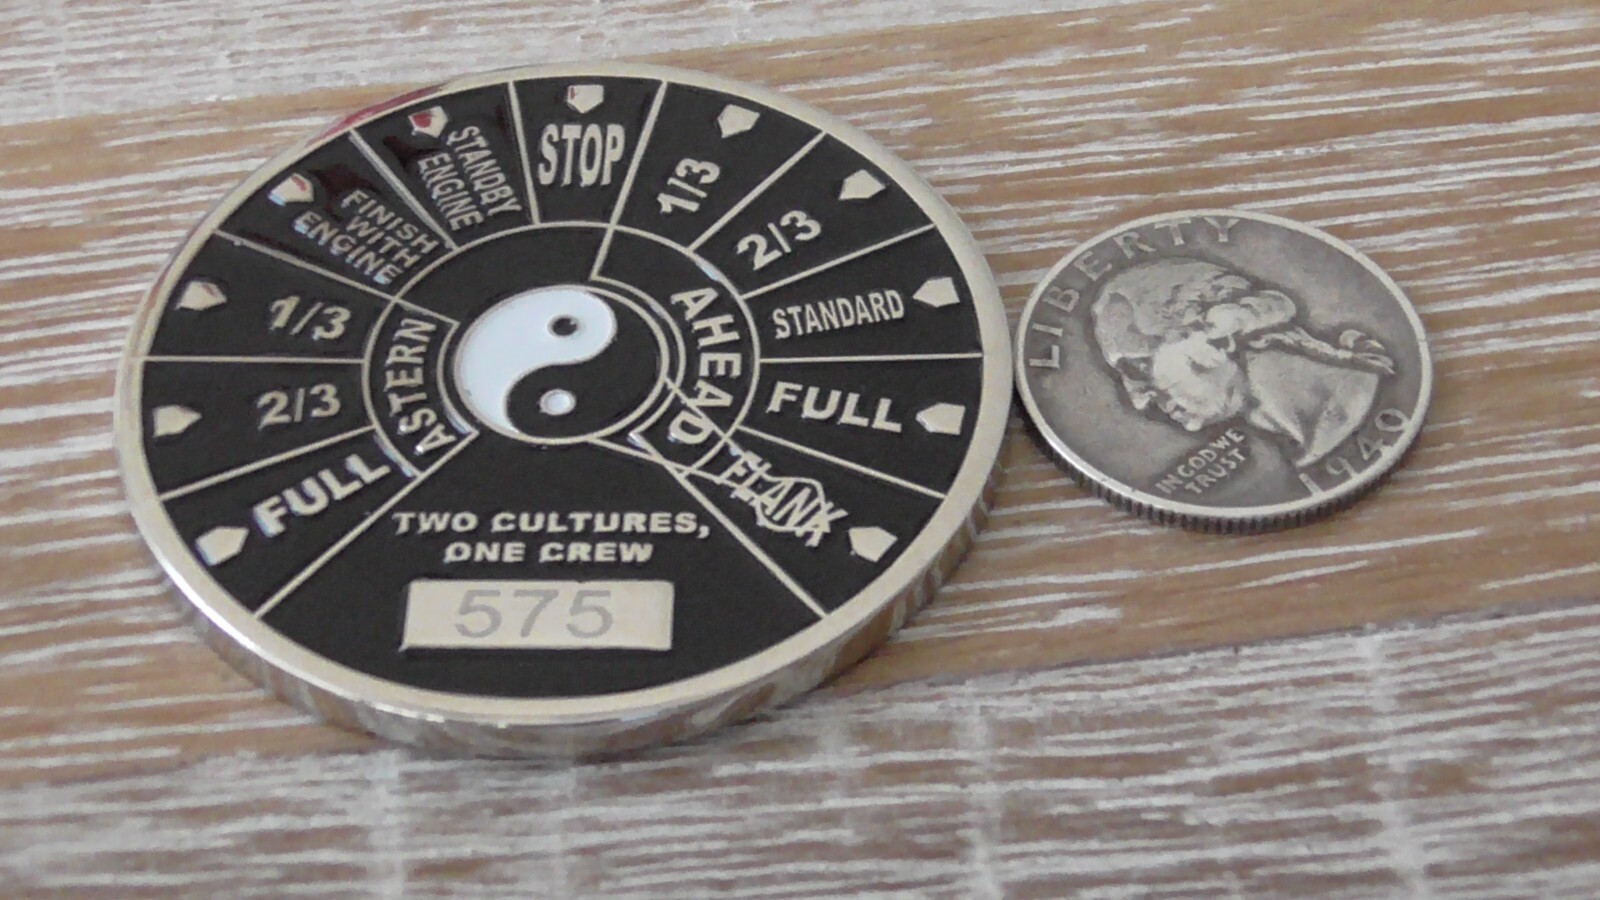 STOP
1/3
2/3
STANDARD
FULL
FLANK
AHEAD
STANDBY
ENGINE
FINISH
WITH
ENGINE
1/3
2/3
FULL
ASTERN
TWO CULTURES,
ONE CREW
575
LIBERTY
IN GOD WE
TRUST
1940